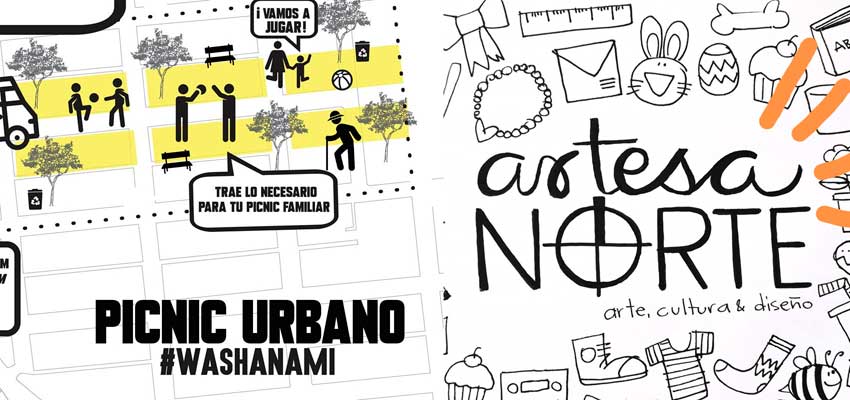 ¡VAMOS A
JUGAR!
TRAE LO NECESARIO
PARA TU PICNIC FAMILIAR
PICNIC URBANO
#WASHANAMI
artesa
NORTE
arte, cultura & diseño